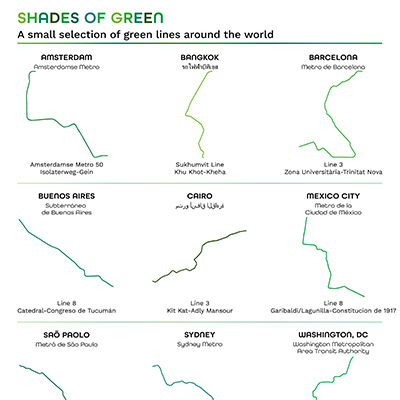 SHADES OF GREEN
A small selection of green lines around the world
AMSTERDAM
Amsterdamse Metro
Amsterdamse Metro 50
Isolaterweg-Gein
BANGKOK
รถไฟฟ้าบีทีเอส
Sukhumvit Line
Khu Khot-Kheha
BARCELONA
Metro de Barcelona
Line 3
Zona Universitària-Trinitat Nova
BUENOS AIRES
Subterráneo
de Buenos Aires
Line 8
Catedral-Congreso de Tucumán
CAIRO
مترو أنفاق القاهرة
Line 3
Kit Kat-Adly Mansour
MEXICO CITY
Metro de la
Ciudad de México
Line 8
Garibaldi/Lagunilla-Constitucion de 1917
SAÕ PAOLO
Metrô de São Paulo
SYDNEY
Sydney Metro
WASHINGTON, DC
Washington Metropolitan
Area Transit Authority